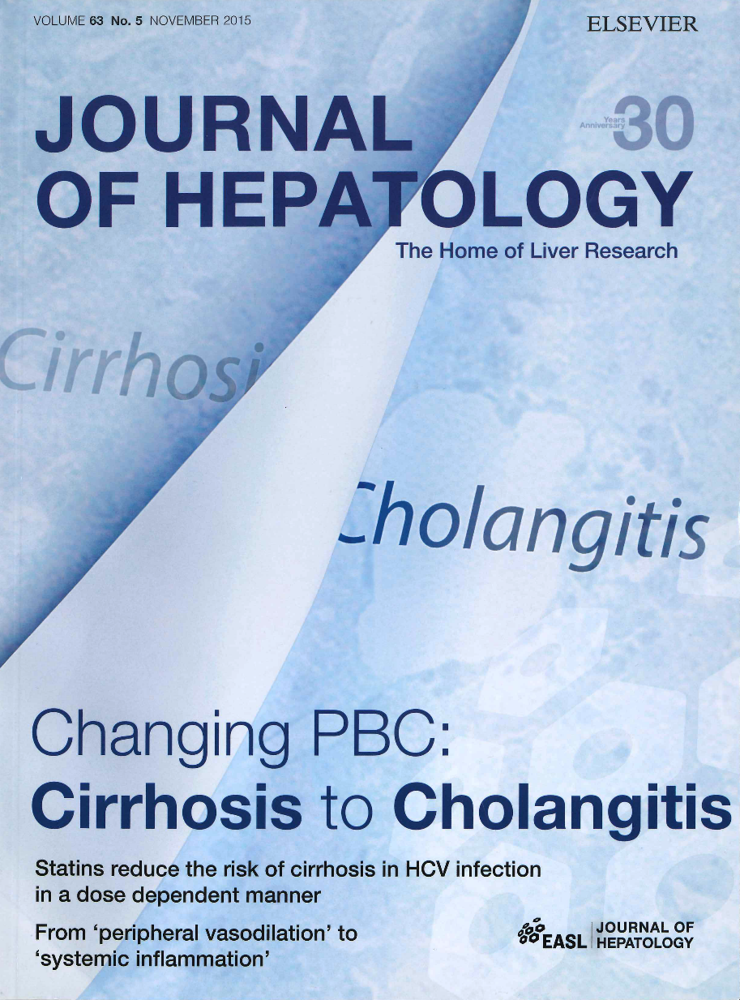 VOLUME 63 No. 5 NOVEMBER 2015
ELSEVIER
JOURNAL
OF HEPATOLOGY
Years
Anniversary
30
The Home of Liver Research
Cirrhosi
Cholangitis
Changing PBC:
Cirrhosis to Cholangitis
Statins reduce the risk of cirrhosis in HCV infection
in a dose dependent manner
From ‘peripheral vasodilation’ to
‘systemic inflammation’
EASL
JOURNAL OF
HEPATOLOGY